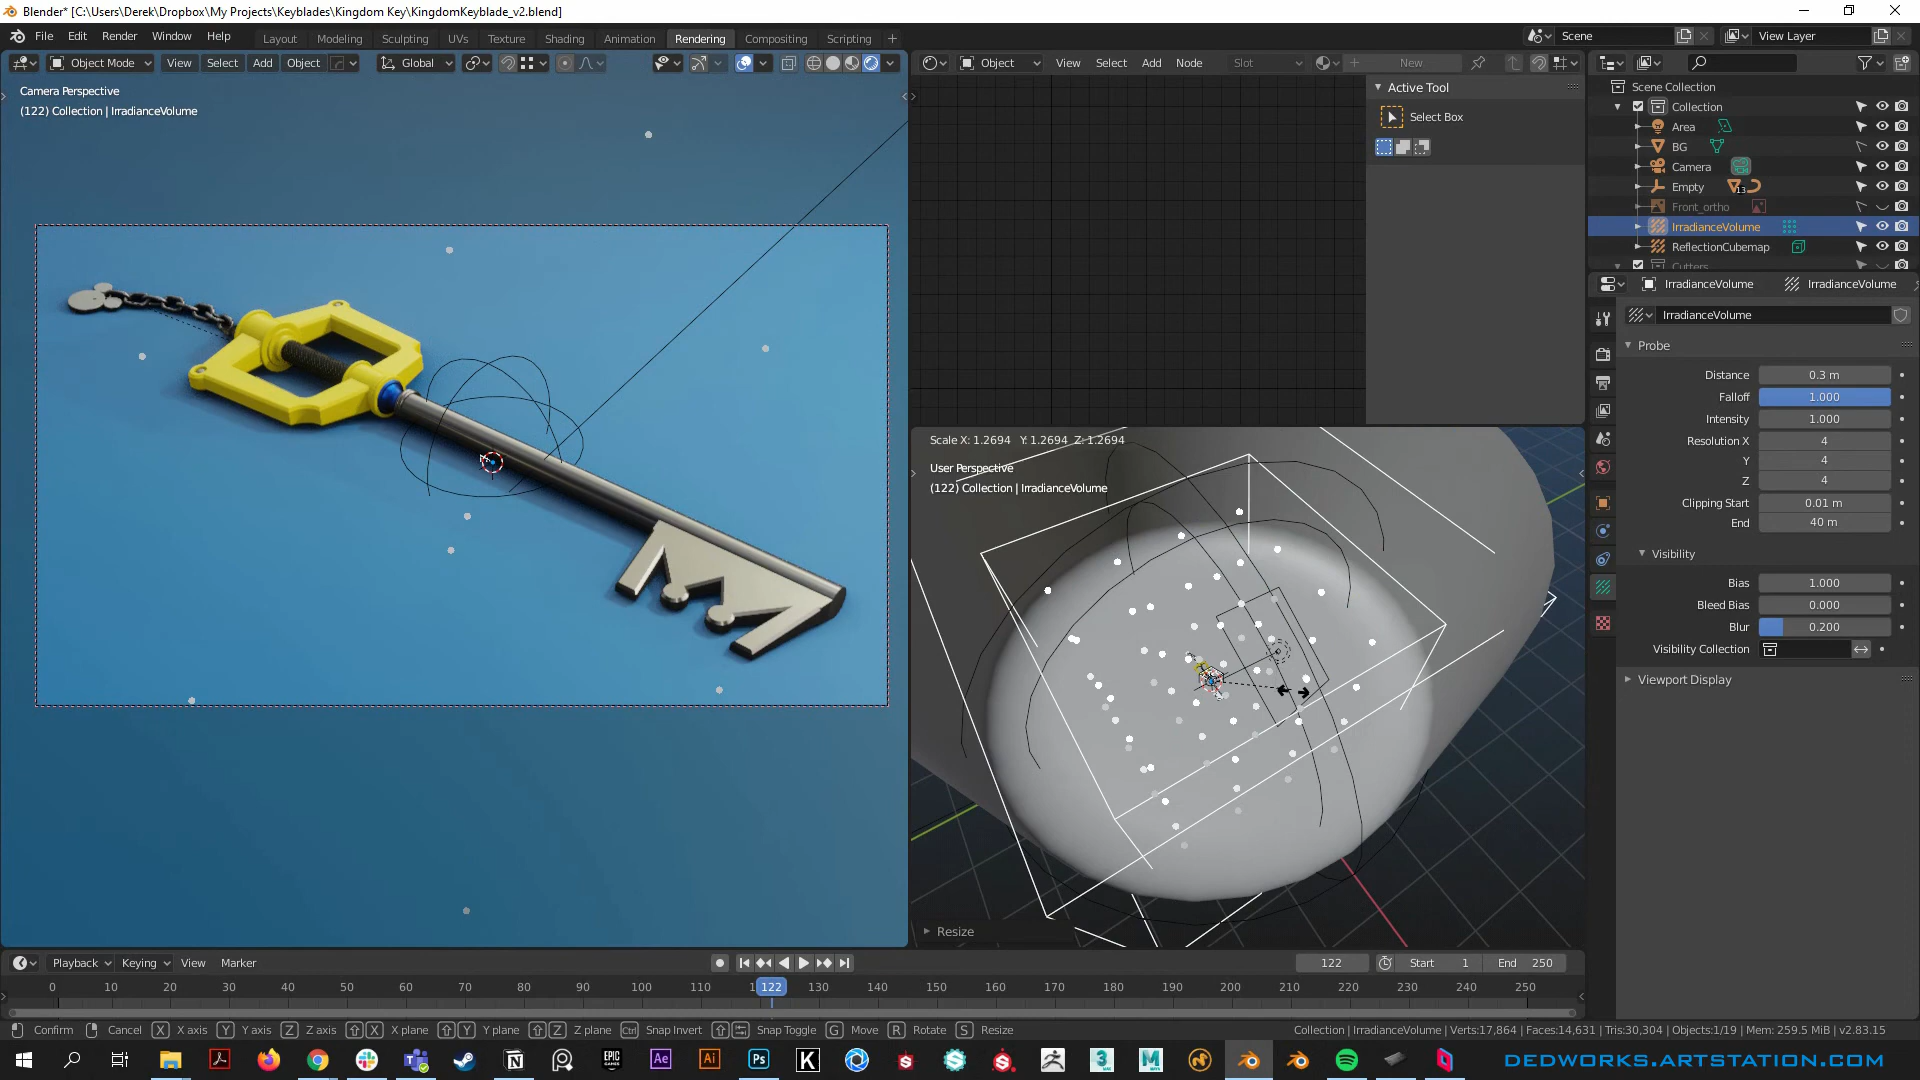 Blender* [C:\Users\Derek\Dropbox\My Projects\Keyblades\Kingdom Key\KingdomKeyblade_v2.blend]
File Edit Render Window Help Layout Modeling Sculpting UVs Texture Shading Animation Rendering Compositing Scripting + Scene View Layer
Object Mode View Select Add Object Global
Object View Select Add Node Slot New
Camera Perspective
(122) Collection | IrradianceVolume
Active Tool
Select Box
Scene Collection
Collection
Area
BG
Camera
Empty 13
Front_ortho
IrradianceVolume
ReflectionCubemap
Cutters
IrradianceVolume IrradianceVolume
IrradianceVolume
Probe
Distance 0.3 m
Falloff 1.000
Intensity 1.000
Resolution X 4
Y 4
Z 4
Clipping Start 0.01 m
End 40 m
Visibility
Bias 1.000
Bleed Bias 0.000
Blur 0.200
Visibility Collection
Viewport Display
Scale X: 1.2694 Y: 1.2694 Z: 1.2694
User Perspective
(122) Collection | IrradianceVolume
Resize
Playback Keying View Marker 122 Start 1 End 250
0 10 20 30 40 50 60 70 80 90 100 110 122 130 140 150 160 170 180 190 200 210 220 230 240 250
Confirm Cancel X X axis Y Y axis Z Z axis X X plane Y Y plane Z Z plane Ctrl Snap Invert Snap Toggle G Move R Rotate S Resize Collection | IrradianceVolume | Verts:17,864 | Faces:14,631 | Tris:30,304 | Objects:1/19 | Mem: 259.5 MiB | v2.83.15
EPIC GAMES Ae Ai Ps K 3 M
DEDWORKS.ARTSTATION.COM